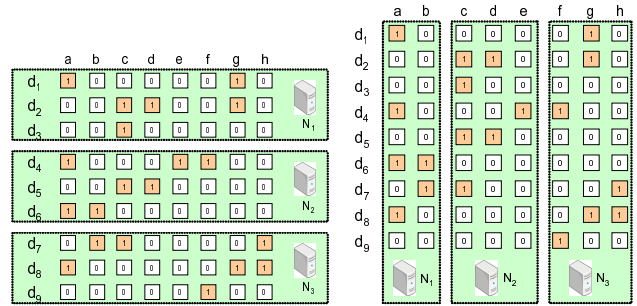 a b c d e f g h
d1 1 0 0 0 0 0 1 0
d2 0 0 1 1 0 0 1 0
d3 0 0 1 0 0 0 0 0
N1
d4 1 0 0 0 1 1 0 0
d5 0 0 1 1 0 0 0 0
d6 1 1 0 0 0 0 0 0
N2
d7 0 1 1 0 0 0 0 1
d8 1 0 0 0 0 0 1 1
d9 0 0 0 0 0 1 0 0
N3
a b c d e f g h
d1 1 0 0 0 0 0 1 0
d2 0 0 1 1 0 0 1 0
d3 0 0 1 0 0 0 0 0
d4 1 0 0 0 1 1 0 0
d5 0 0 1 1 0 0 0 0
d6 1 1 0 0 0 0 0 0
d7 0 1 1 0 0 0 0 1
d8 1 0 0 0 0 0 1 1
d9 0 0 0 0 0 1 0 0
N1 N2 N3